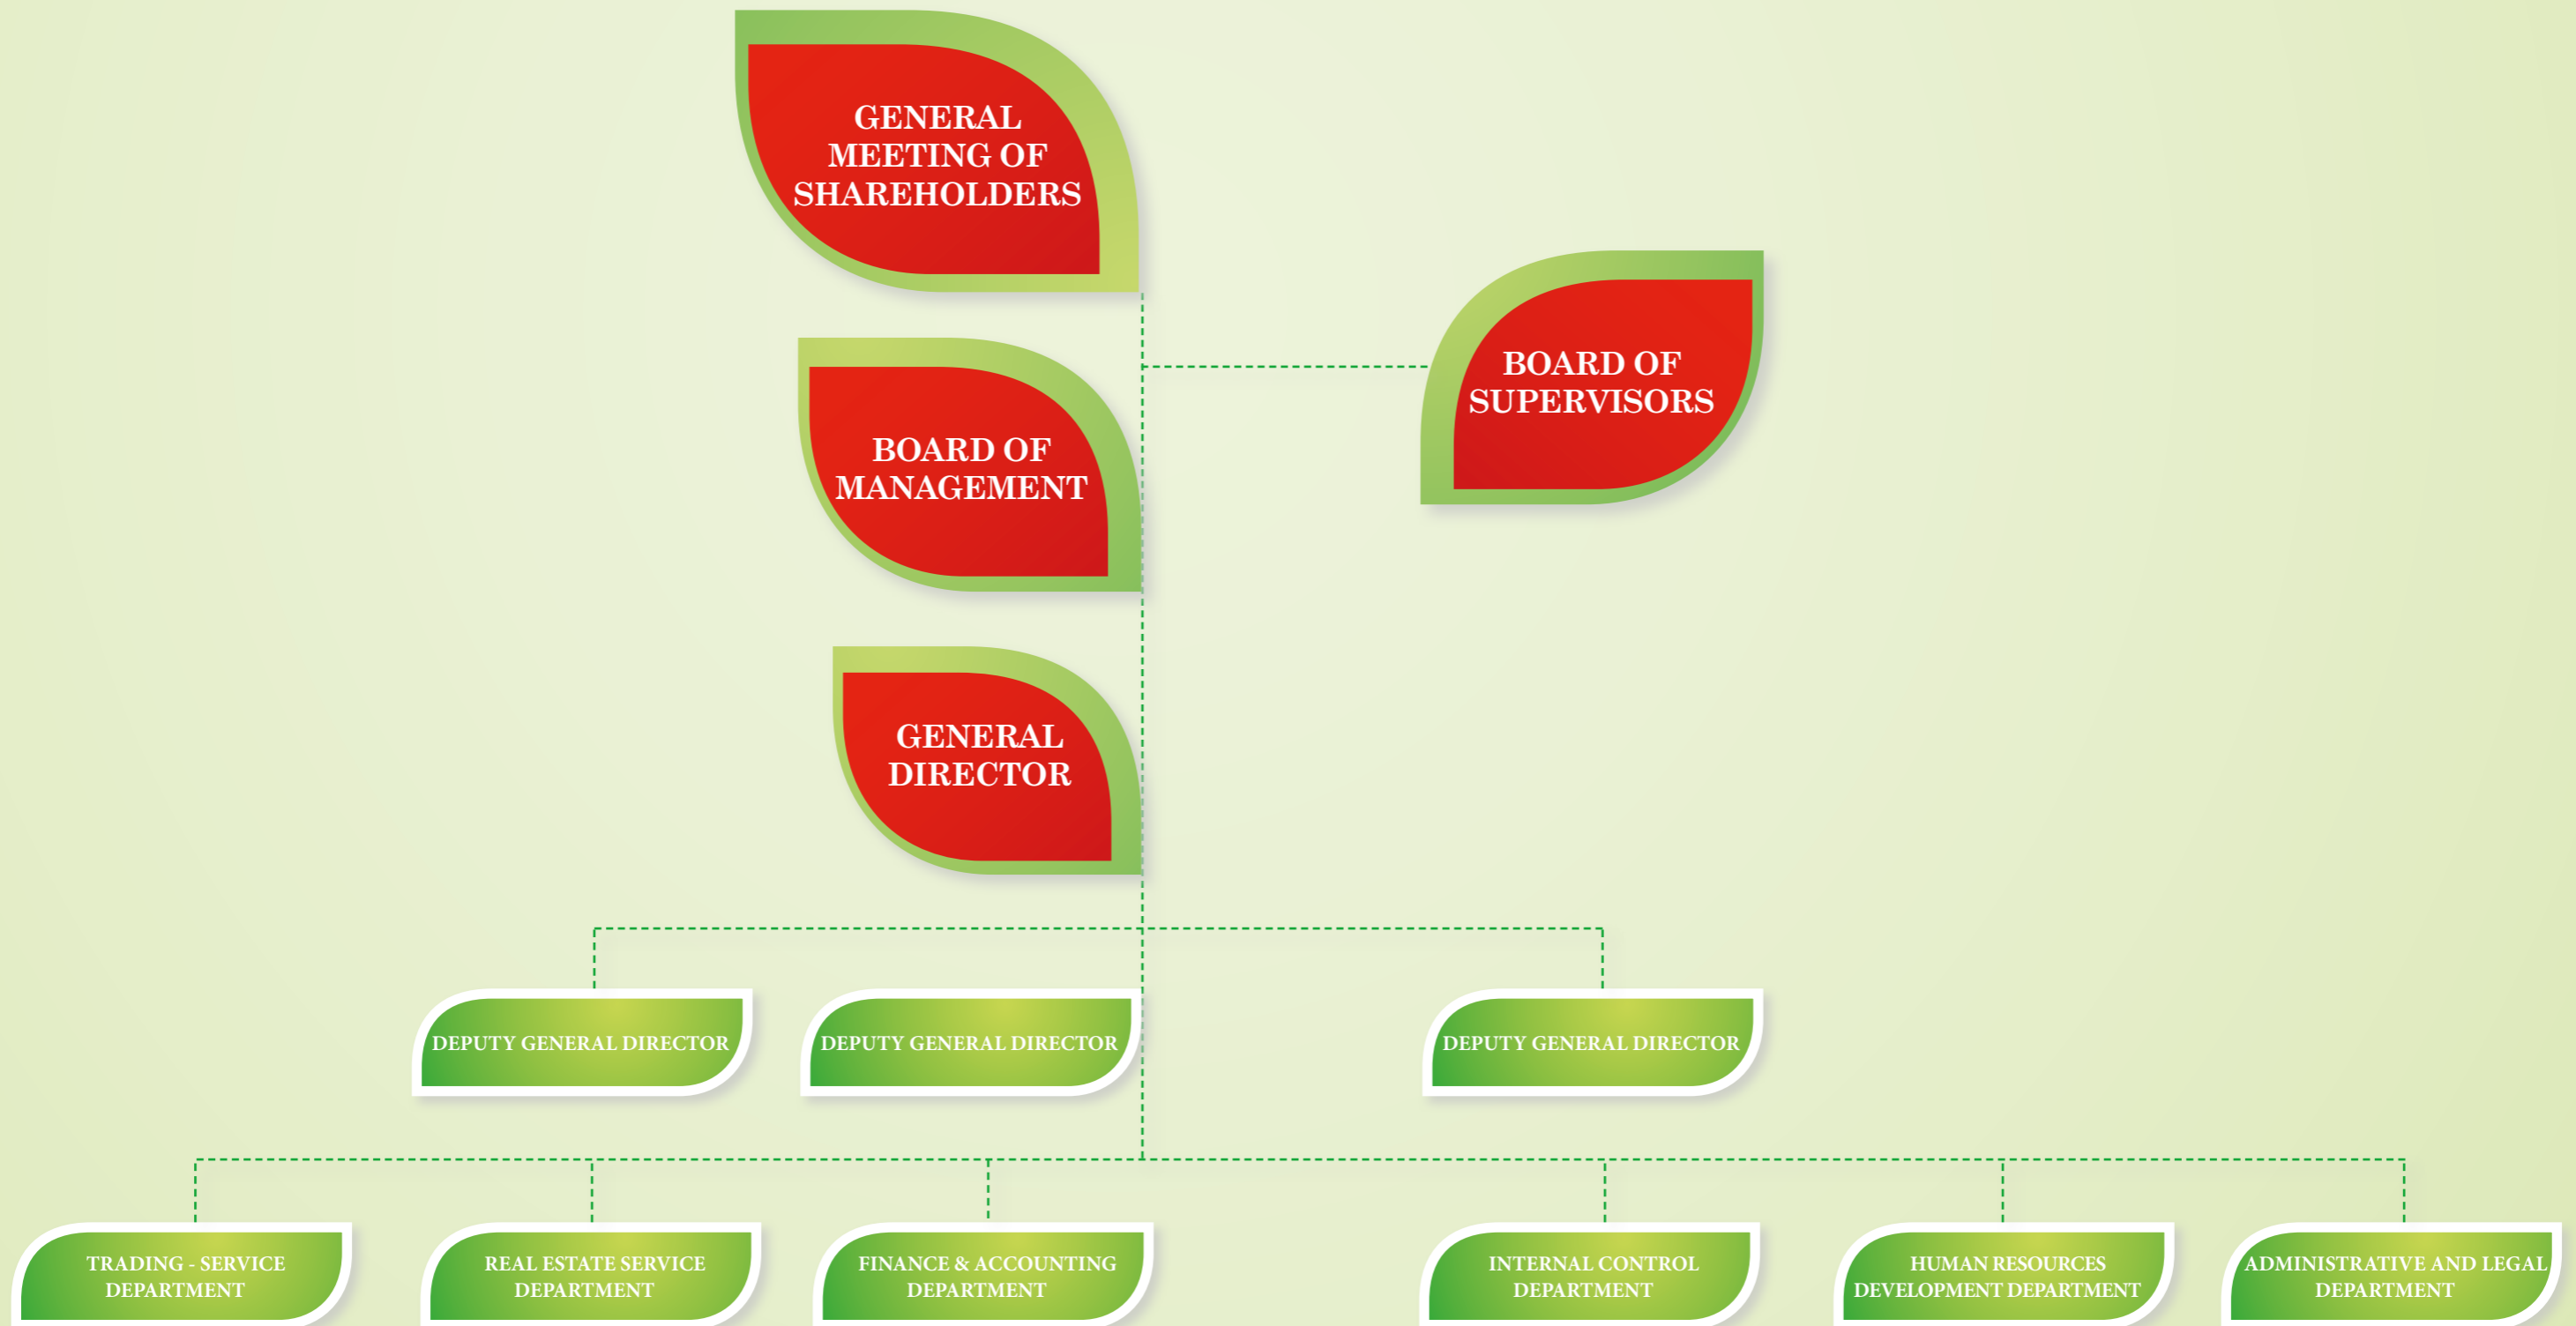 GENERAL
MEETING OF
SHAREHOLDERS
BOARD OF
SUPERVISORS
BOARD OF
MANAGEMENT
GENERAL
DIRECTOR
DEPUTY GENERAL DIRECTOR
DEPUTY GENERAL DIRECTOR
DEPUTY GENERAL DIRECTOR
TRADING - SERVICE
DEPARTMENT
REAL ESTATE SERVICE
DEPARTMENT
FINANCE & ACCOUNTING
DEPARTMENT
INTERNAL CONTROL
DEPARTMENT
HUMAN RESOURCES
DEVELOPMENT DEPARTMENT
ADMINISTRATIVE AND LEGAL
DEPARTMENT